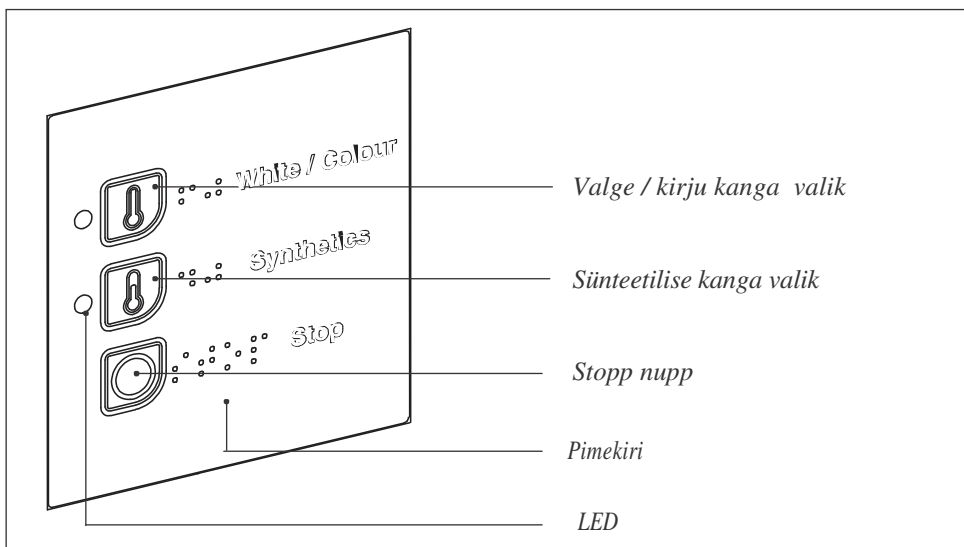 White / Colour
Valge / kirju kanga valik
Synthetics
Sünteetilise kanga valik
Stop
Stopp nupp
Pimekiri
LED